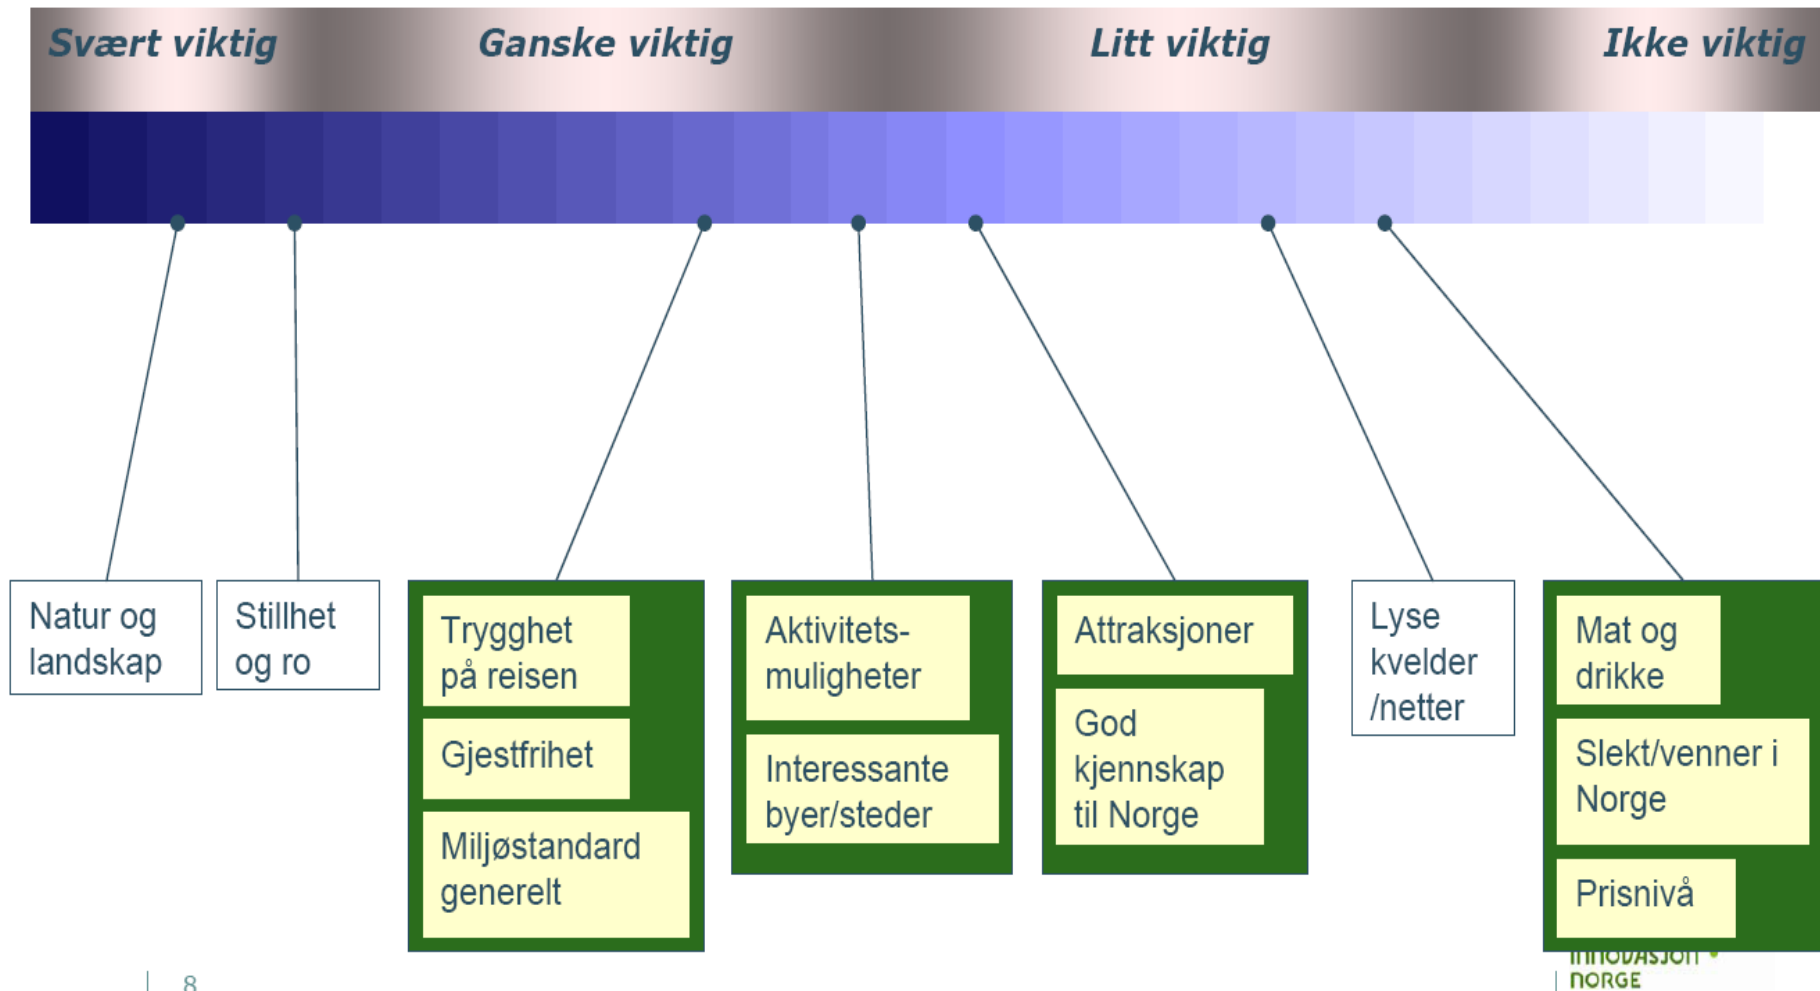 Svært viktig
Ganske viktig
Litt viktig
Ikke viktig
Natur og
landskap
Stillhet
og ro
Trygghet
på reisen
Gjestfrihet
Miljøstandard
generelt
Aktivitets-
muligheter
Interessante
byer/steder
Attraksjoner
God
kjennskap
til Norge
Lyse
kvelder
/netter
Mat og
drikke
Slekt/venner i
Norge
Prisnivå
8
INNOVASJON
NORGE